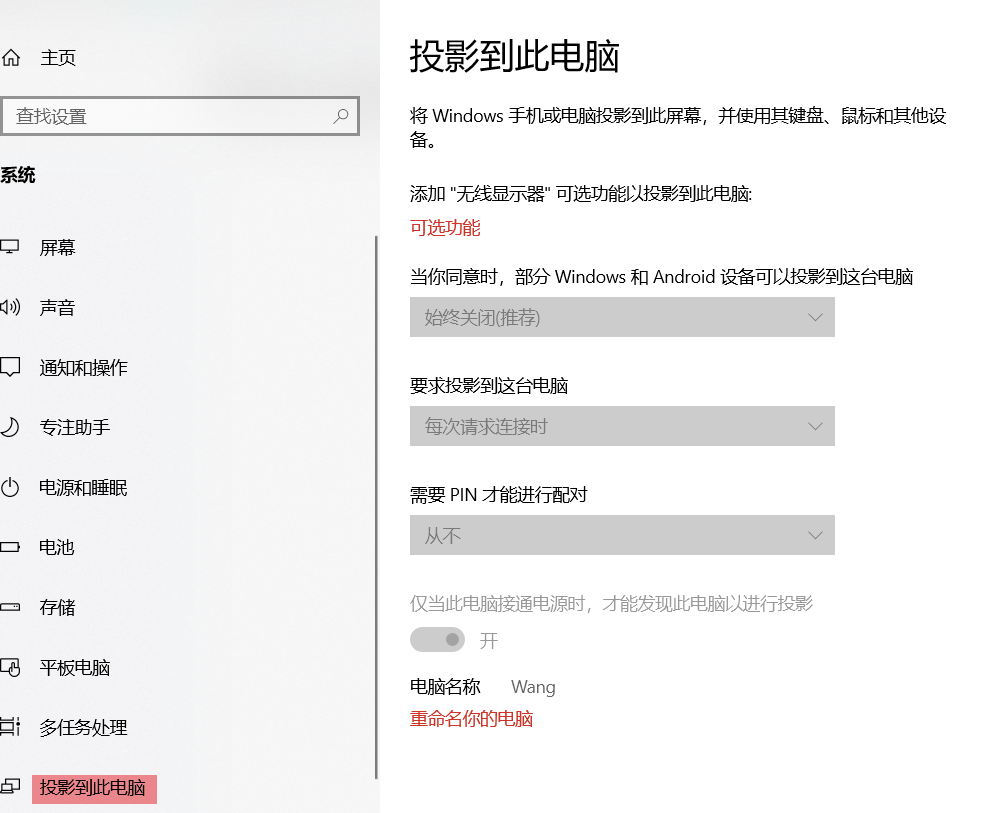 主页
查找设置
系统
屏幕
声音
通知和操作
专注助手
电源和睡眠
电池
存储
平板电脑
多任务处理
投影到此电脑
投影到此电脑
将 Windows 手机或电脑投影到此屏幕，并使用其键盘、鼠标和其他设
备。
添加 "无线显示器" 可选功能以投影到此电脑:
可选功能
当你同意时，部分 Windows 和 Android 设备可以投影到这台电脑
始终关闭(推荐)
要求投影到这台电脑
每次请求连接时
需要 PIN 才能进行配对
从不
仅当此电脑接通电源时，才能发现此电脑以进行投影
开
电脑名称 Wang
重命名你的电脑